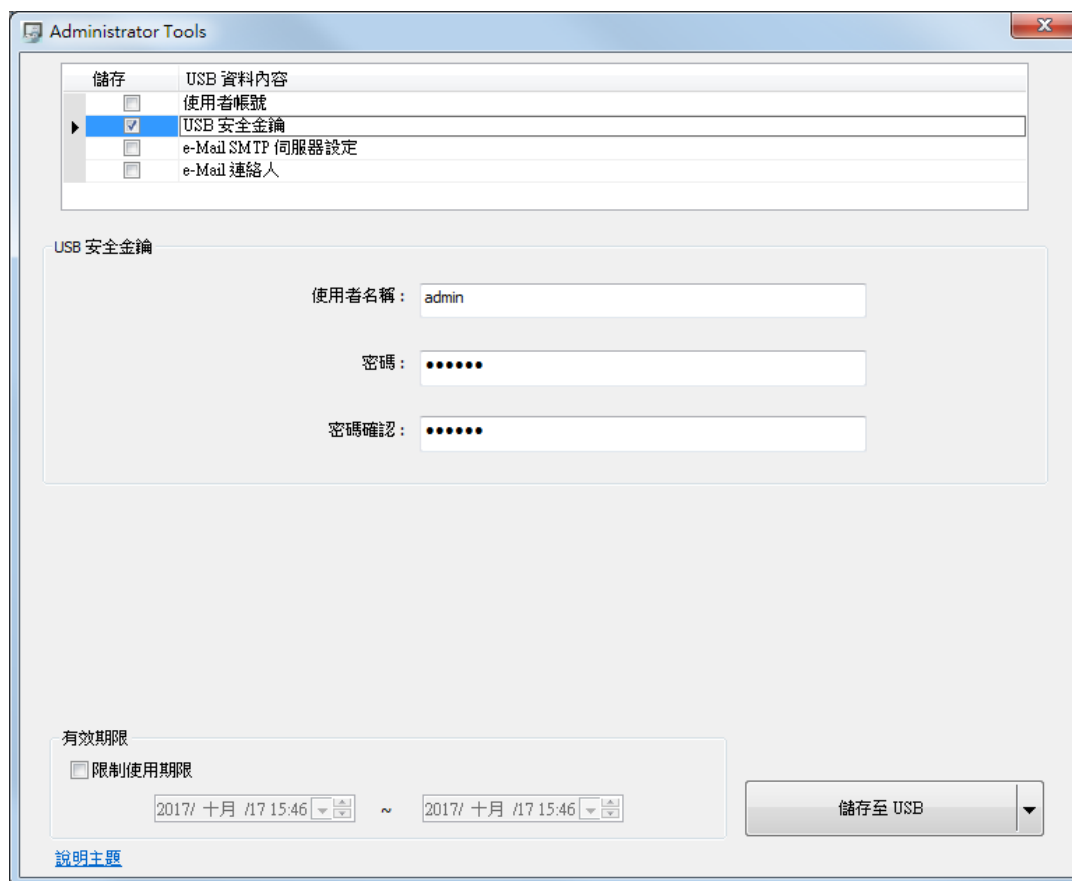 Administrator Tools
儲存 USB 資料內容
使用者帳號
USB 安全金鑰
e-Mail SMTP 伺服器設定
e-Mail 連絡人
USB 安全金鑰
使用者名稱： admin
密碼： ●●●●●●
密碼確認： ●●●●●●
有效期限
限制使用期限
2017/ 十月 /17 15:46 ~ 2017/ 十月 /17 15:46
儲存至 USB
說明主題